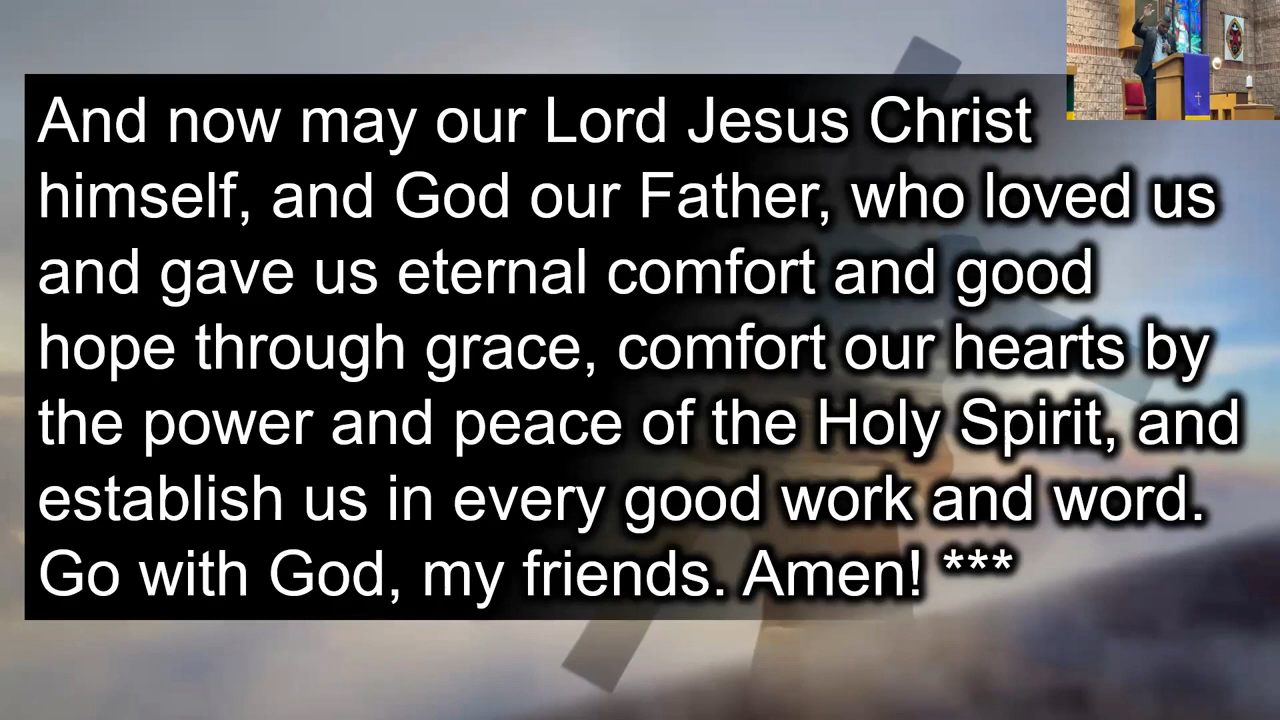 And now may our Lord Jesus Christ
himself, and God our Father, who loved us
and gave us eternal comfort and good
hope through grace, comfort our hearts by
the power and peace of the Holy Spirit, and
establish us in every good work and word.
Go with God, my friends. Amen! ***